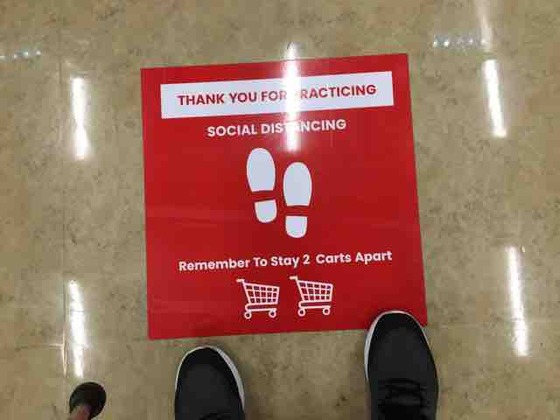 THANK YOU FOR PRACTICING
SOCIAL DISTANCING
Remember To Stay 2 Carts Apart